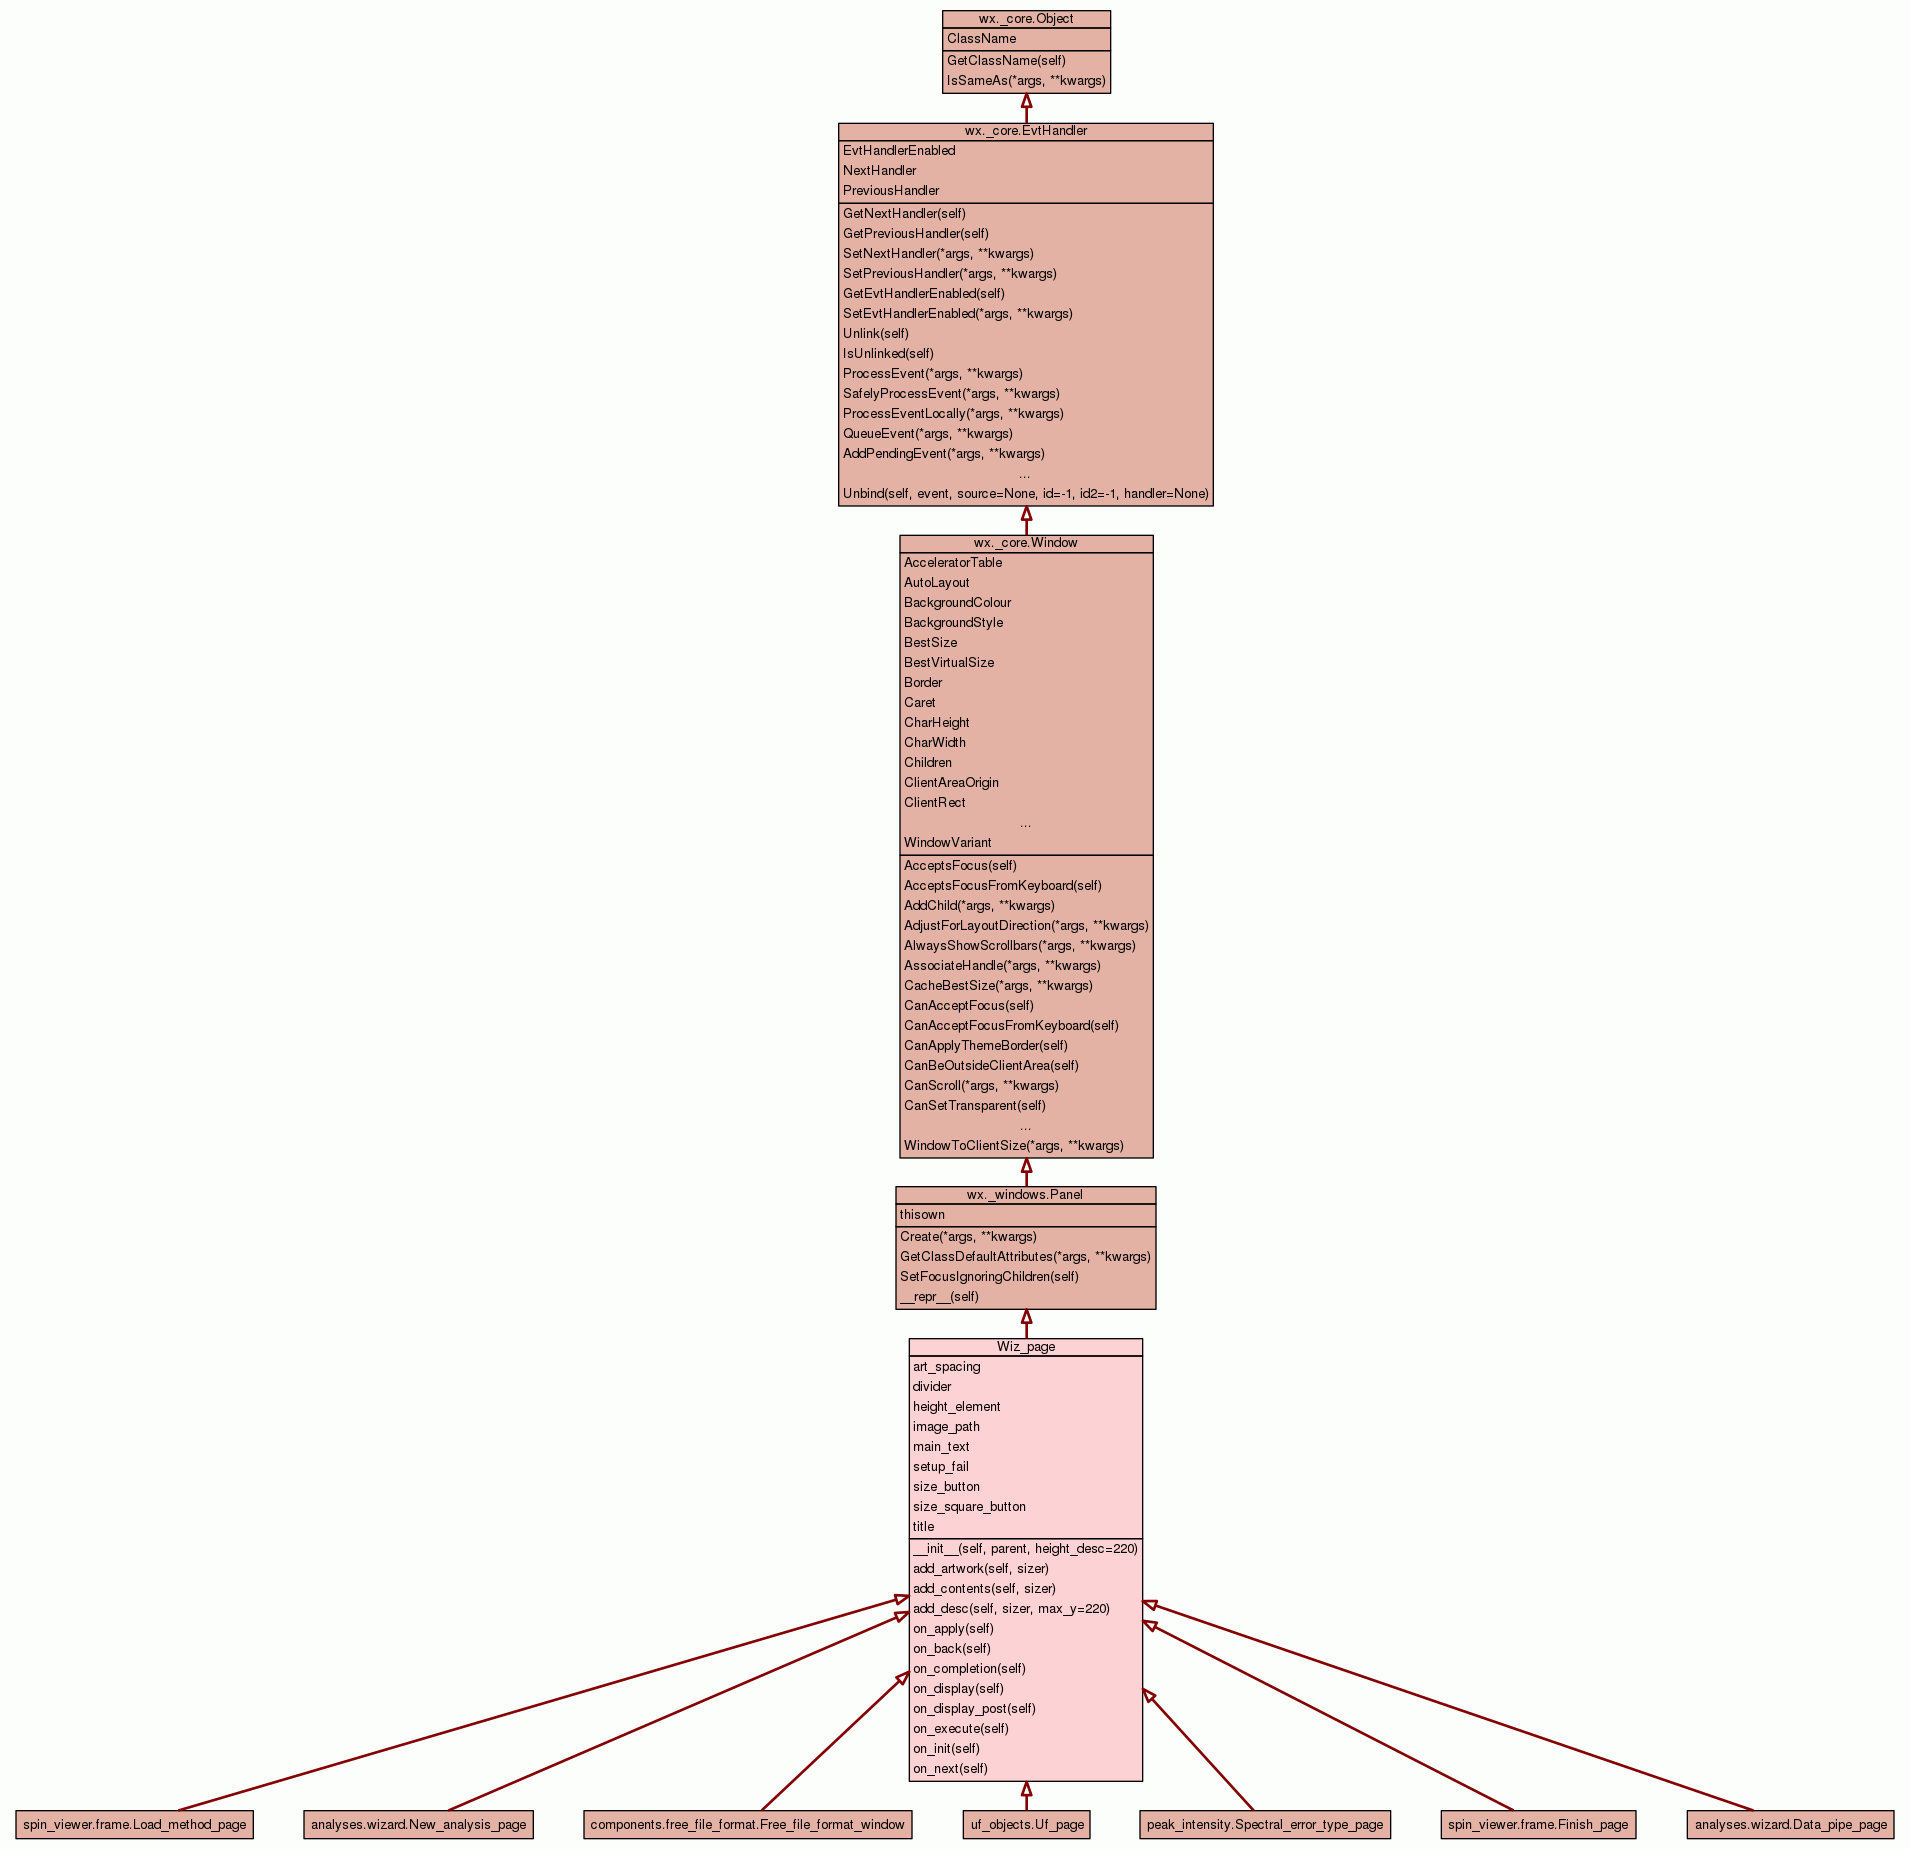 wx._core.Object
ClassName
GetClassName(self)
IsSameAs(*args, **kwargs)
wx._core.EvtHandler
EvtHandlerEnabled
NextHandler
PreviousHandler
GetNextHandler(self)
GetPreviousHandler(self)
SetNextHandler(*args, **kwargs)
SetPreviousHandler(*args, **kwargs)
GetEvtHandlerEnabled(self)
SetEvtHandlerEnabled(*args, **kwargs)
Unlink(self)
IsUnlinked(self)
ProcessEvent(*args, **kwargs)
SafelyProcessEvent(*args, **kwargs)
ProcessEventLocally(*args, **kwargs)
QueueEvent(*args, **kwargs)
AddPendingEvent(*args, **kwargs)
...
Unbind(self, event, source=None, id=-1, id2=-1, handler=None)
wx._core.Window
AcceleratorTable
AutoLayout
BackgroundColour
BackgroundStyle
BestSize
BestVirtualSize
Border
Caret
CharHeight
CharWidth
Children
ClientAreaOrigin
ClientRect
...
WindowVariant
AcceptsFocus(self)
AcceptsFocusFromKeyboard(self)
AddChild(*args, **kwargs)
AdjustForLayoutDirection(*args, **kwargs)
AlwaysShowScrollbars(*args, **kwargs)
AssociateHandle(*args, **kwargs)
CacheBestSize(*args, **kwargs)
CanAcceptFocus(self)
CanAcceptFocusFromKeyboard(self)
CanApplyThemeBorder(self)
CanBeOutsideClientArea(self)
CanScroll(*args, **kwargs)
CanSetTransparent(self)
...
WindowToClientSize(*args, **kwargs)
wx._windows.Panel
thisown
Create(*args, **kwargs)
GetClassDefaultAttributes(*args, **kwargs)
SetFocusIgnoringChildren(self)
__repr__(self)
Wiz_page
art_spacing
divider
height_element
image_path
main_text
setup_fail
size_button
size_square_button
title
__init__(self, parent, height_desc=220)
add_artwork(self, sizer)
add_contents(self, sizer)
add_desc(self, sizer, max_y=220)
on_apply(self)
on_back(self)
on_completion(self)
on_display(self)
on_display_post(self)
on_execute(self)
on_init(self)
on_next(self)
spin_viewer.frame.Load_method_page
analyses.wizard.New_analysis_page
components.free_file_format.Free_file_format_window
uf_objects.Uf_page
peak_intensity.Spectral_error_type_page
spin_viewer.frame.Finish_page
analyses.wizard.Data_pipe_page